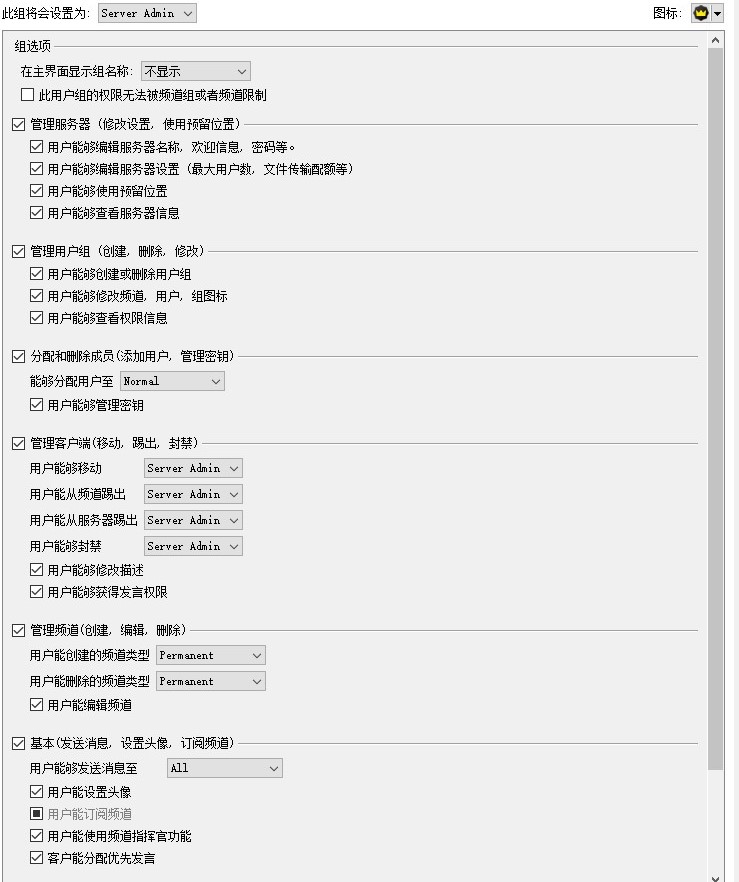 此组将会设置为: Server Admin 图标:
组选项
在主界面显示组名称: 不显示
此用户组的权限无法被频道组或者频道限制
管理服务器 (修改设置, 使用预留位置)
用户能够编辑服务器名称, 欢迎信息, 密码等。
用户能够编辑服务器设置 (最大用户数, 文件传输配额等)
用户能够使用预留位置
用户能够查看服务器信息
管理用户组 (创建, 删除, 修改)
用户能够创建或删除用户组
用户能够修改频道, 用户, 组图标
用户能够查看权限信息
分配和删除成员(添加用户, 管理密钥)
能够分配用户至 Normal
用户能够管理密钥
管理客户端(移动, 踢出, 封禁)
用户能够移动 Server Admin
用户能从频道踢出 Server Admin
用户能从服务器踢出 Server Admin
用户能够封禁 Server Admin
用户能够修改描述
用户能够获得发言权限
管理频道(创建, 编辑, 删除)
用户能创建的频道类型 Permanent
用户能删除的频道类型 Permanent
用户能编辑频道
基本(发送消息, 设置头像, 订阅频道)
用户能够发送消息至 All
用户能设置头像
用户能订阅频道
用户能使用频道指挥官功能
客户能分配优先发言